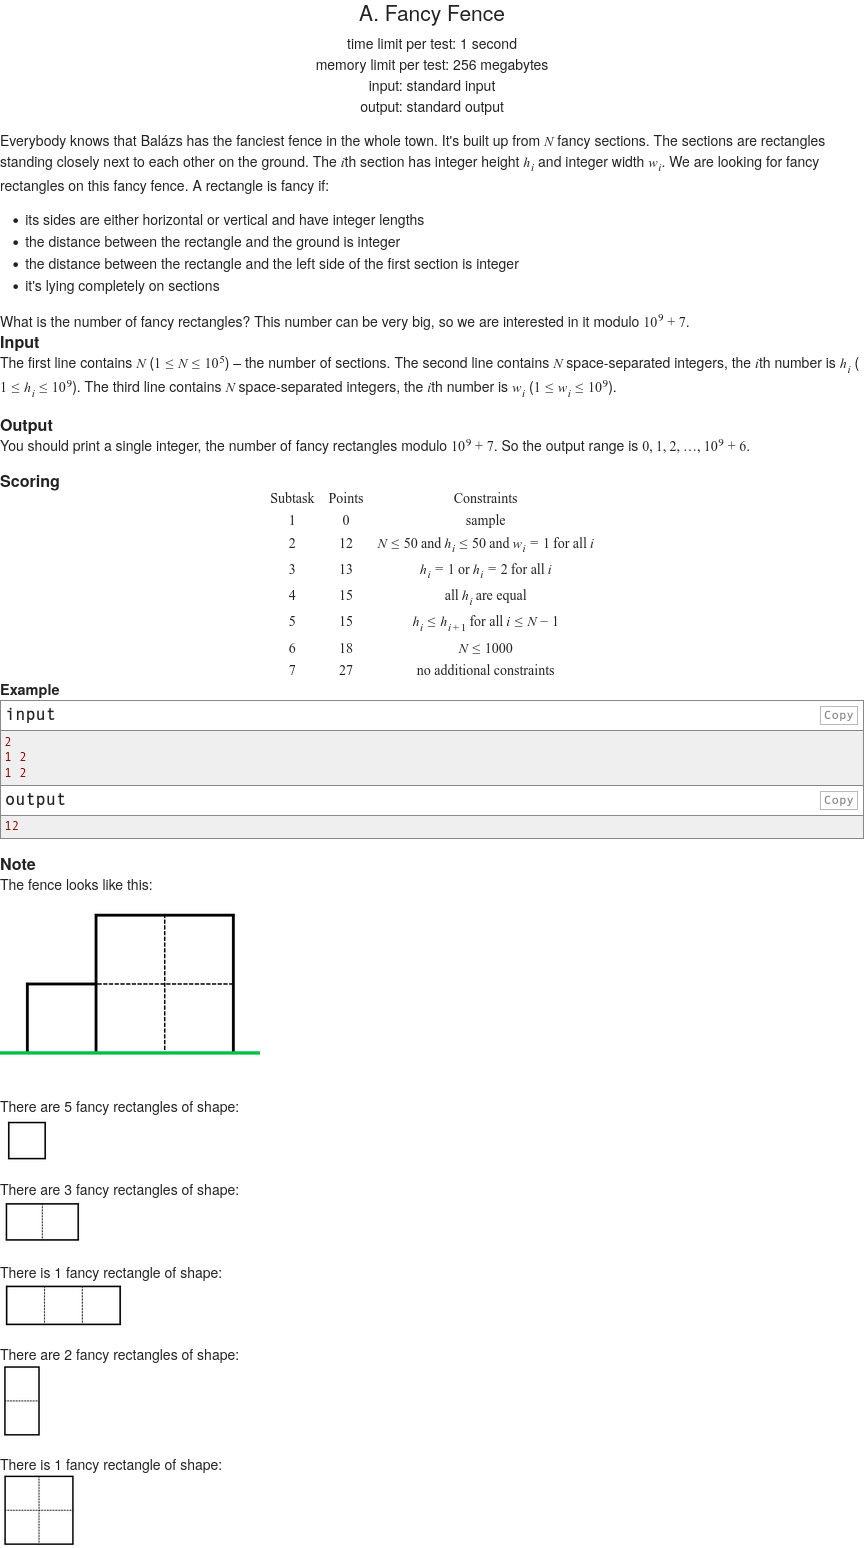 A. Fancy Fence
time limit per test: 1 second
memory limit per test: 256 megabytes
input: standard input
output: standard output
Everybody knows that Balázs has the fanciest fence in the whole town. It's built up from N fancy sections. The sections are rectangles
standing closely next to each other on the ground. The ith section has integer height h_i and integer width w_i. We are looking for fancy
rectangles on this fancy fence. A rectangle is fancy if:
• its sides are either horizontal or vertical and have integer lengths
• the distance between the rectangle and the ground is integer
• the distance between the rectangle and the left side of the first section is integer
• it's lying completely on sections
What is the number of fancy rectangles? This number can be very big, so we are interested in it modulo 10^9 + 7.
Input
The first line contains N (1 ≤ N ≤ 10^5) – the number of sections. The second line contains N space-separated integers, the ith number is h_i (
1 ≤ h_i ≤ 10^9). The third line contains N space-separated integers, the ith number is w_i (1 ≤ w_i ≤ 10^9).
Output
You should print a single integer, the number of fancy rectangles modulo 10^9 + 7. So the output range is 0, 1, 2, …, 10^9 + 6.
Scoring
Subtask Points Constraints
1 0 sample
2 12 N ≤ 50 and h_i ≤ 50 and w_i = 1 for all i
3 13 h_i = 1 or h_i = 2 for all i
4 15 all h_i are equal
5 15 h_i ≤ h_{i+1} for all i ≤ N − 1
6 18 N ≤ 1000
7 27 no additional constraints
Example
input Copy
2
1 2
1 2
output Copy
12
Note
The fence looks like this:
There are 5 fancy rectangles of shape:
There are 3 fancy rectangles of shape:
There is 1 fancy rectangle of shape:
There are 2 fancy rectangles of shape:
There is 1 fancy rectangle of shape: